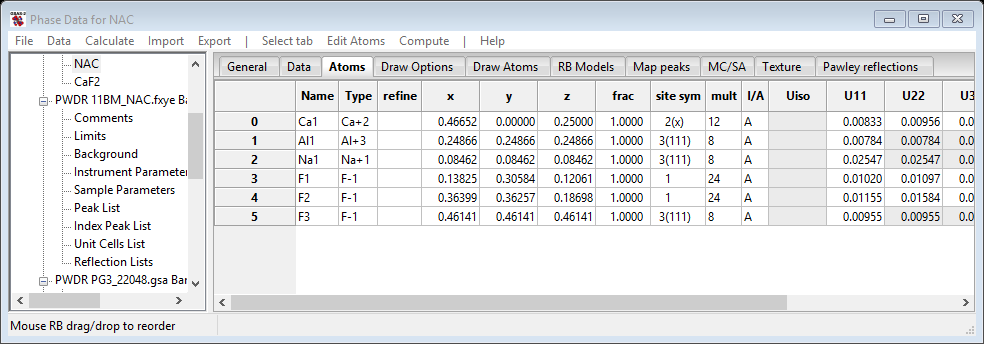 Phase Data for NAC
File Data Calculate Import Export | Select tab Edit Atoms Compute | Help
NAC
CaF2
PWDR 11BM_NAC.fxye Ba
Comments
Limits
Background
Instrument Parameter
Sample Parameters
Peak List
Index Peak List
Unit Cells List
Reflection Lists
PWDR PG3_22048.gsa Bar
General Data Atoms Draw Options Draw Atoms RB Models Map peaks MC/SA Texture Pawley reflections
Name Type refine x y z frac site sym mult I/A Uiso U11 U22 U3
0 Ca1 Ca+2 0.46652 0.00000 0.25000 1.0000 2(x) 12 A 0.00833 0.00956 0.0
1 Al1 Al+3 0.24866 0.24866 0.24866 1.0000 3(111) 8 A 0.00784 0.00784 0.0
2 Na1 Na+1 0.08462 0.08462 0.08462 1.0000 3(111) 8 A 0.02547 0.02547 0.0
3 F1 F-1 0.13825 0.30584 0.12061 1.0000 1 24 A 0.01020 0.01097 0.0
4 F2 F-1 0.36399 0.36257 0.18698 1.0000 1 24 A 0.01155 0.01584 0.0
5 F3 F-1 0.46141 0.46141 0.46141 1.0000 3(111) 8 A 0.00955 0.00955 0.0
Mouse RB drag/drop to reorder